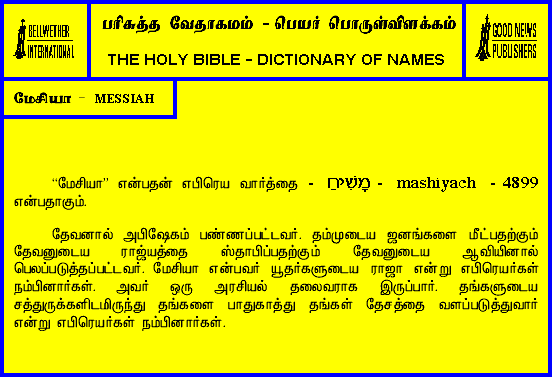 BELLWETHER
INTERNATIONAL
பரிசுத்த வேதாகமம் - பெயர் பொருள்விளக்கம்
THE HOLY BIBLE - DICTIONARY OF NAMES
GOOD NEWS
PUBLISHERS
மேசியா - MESSIAH
“மேசியா” என்பதன் எபிரெய வார்த்தை - מָשִׁיחַ - mashiyach - 4899
என்பதாகும்.
தேவனால் அபிஷேகம் பண்ணப்பட்டவர். தம்முடைய ஜனங்களை மீட்பதற்கும்
தேவனுடைய ராஜ்யத்தை ஸ்தாபிப்பதற்கும் தேவனுடைய ஆவியினால்
பெலப்படுத்தப்பட்டவர். மேசியா என்பவர் யூதர்களுடைய ராஜா என்று எபிரெயர்கள்
நம்பினார்கள். அவர் ஒரு அரசியல் தலைவராக இருப்பார். தங்களுடைய
சத்துருக்களிடமிருந்து தங்களை பாதுகாத்து தங்கள் தேசத்தை வளப்படுத்துவார்
என்று எபிரெயர்கள் நம்பினார்கள்.